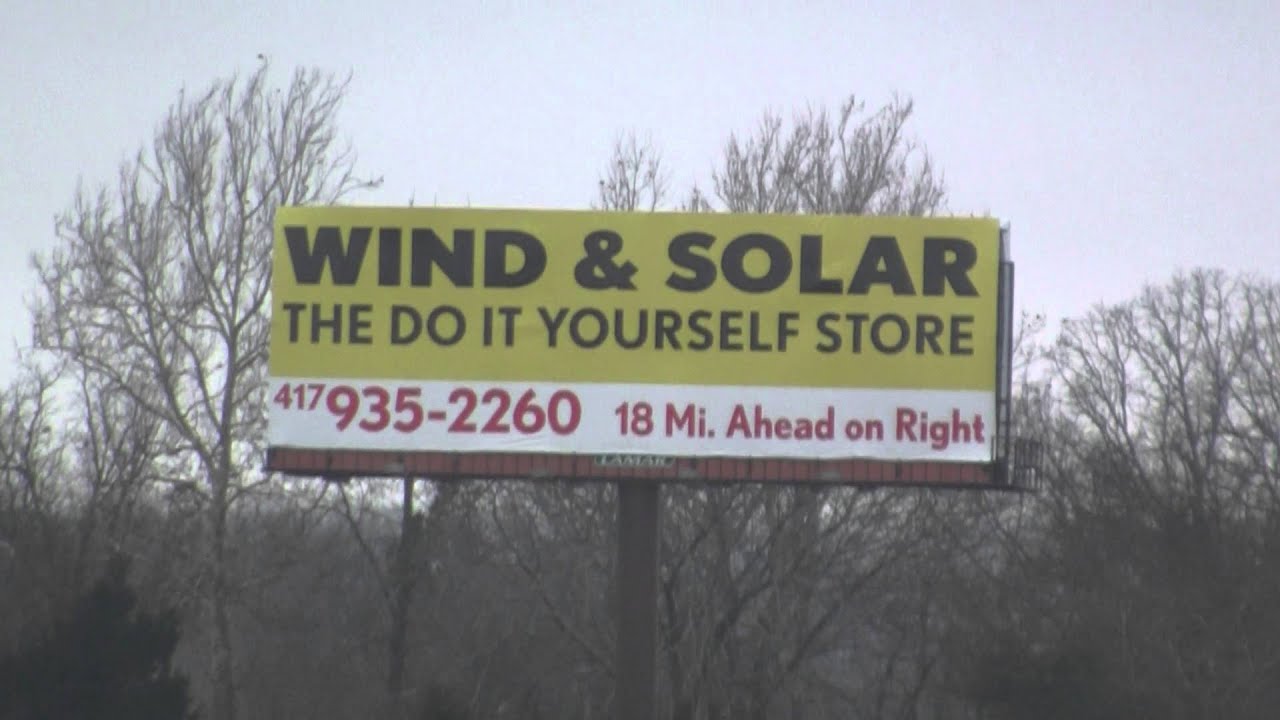 WIND & SOLAR
THE DO IT YOURSELF STORE
417 935-2260 18 Mi. Ahead on Right
LAMAR